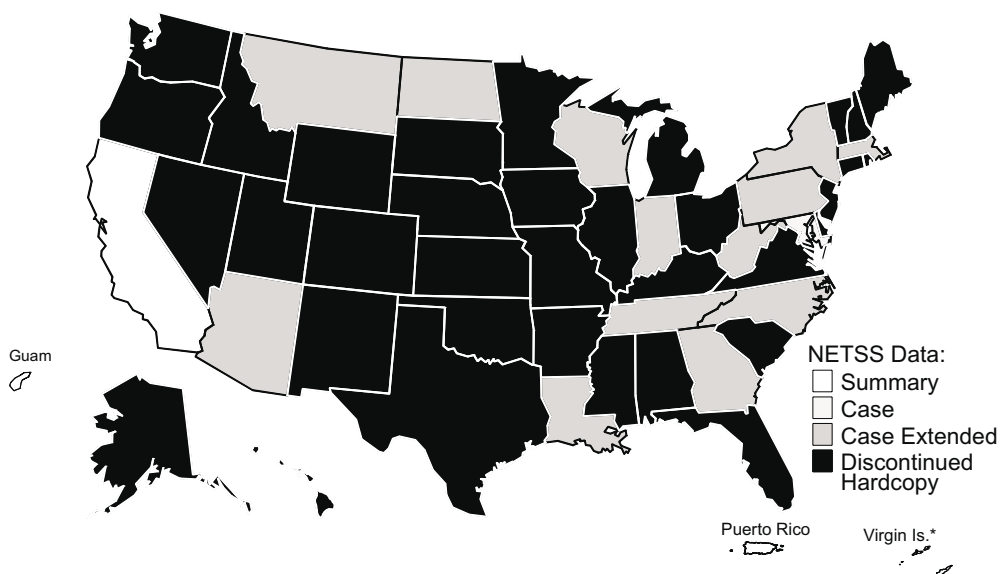 Guam
NETSS Data:
Summary
Case
Case Extended
Discontinued
Hardcopy
Puerto Rico
Virgin Is.*